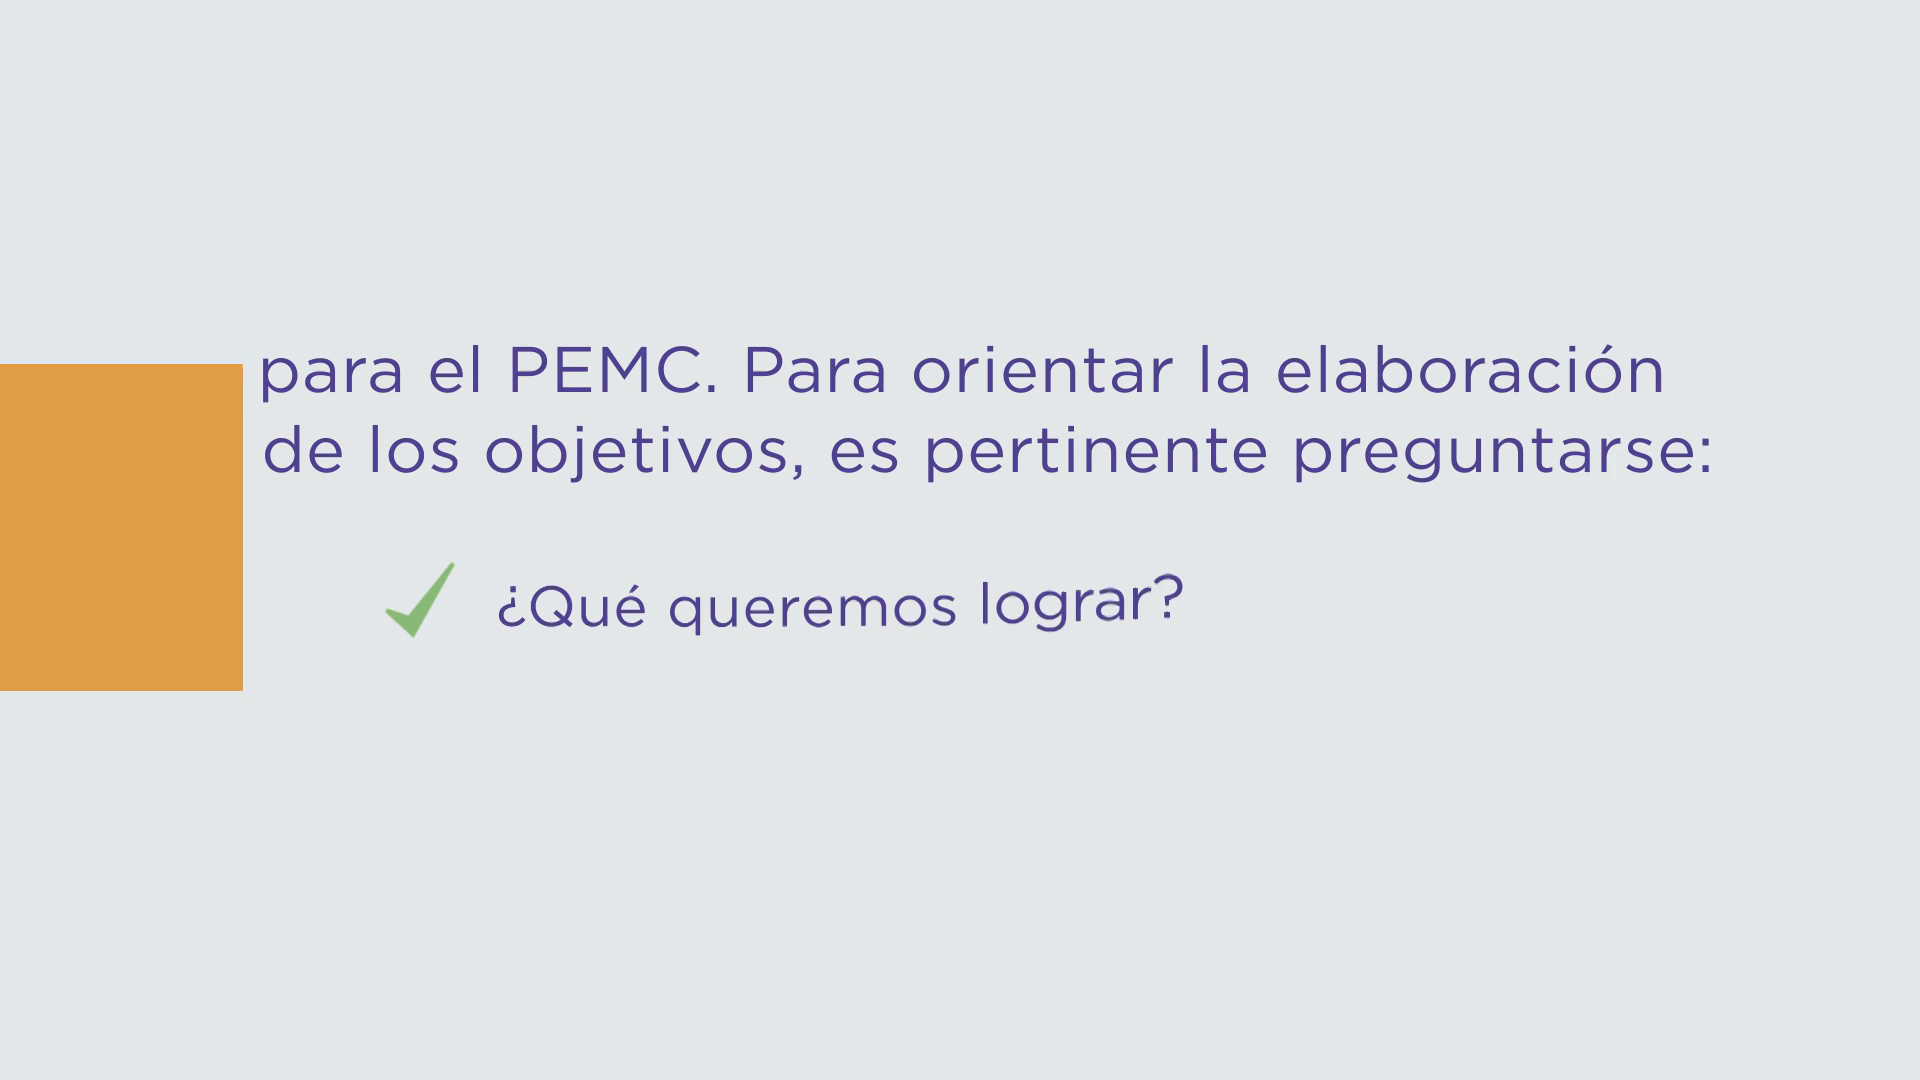 para el PEMC. Para orientar la elaboración
de los objetivos, es pertinente preguntarse:
¿Qué queremos lograr?